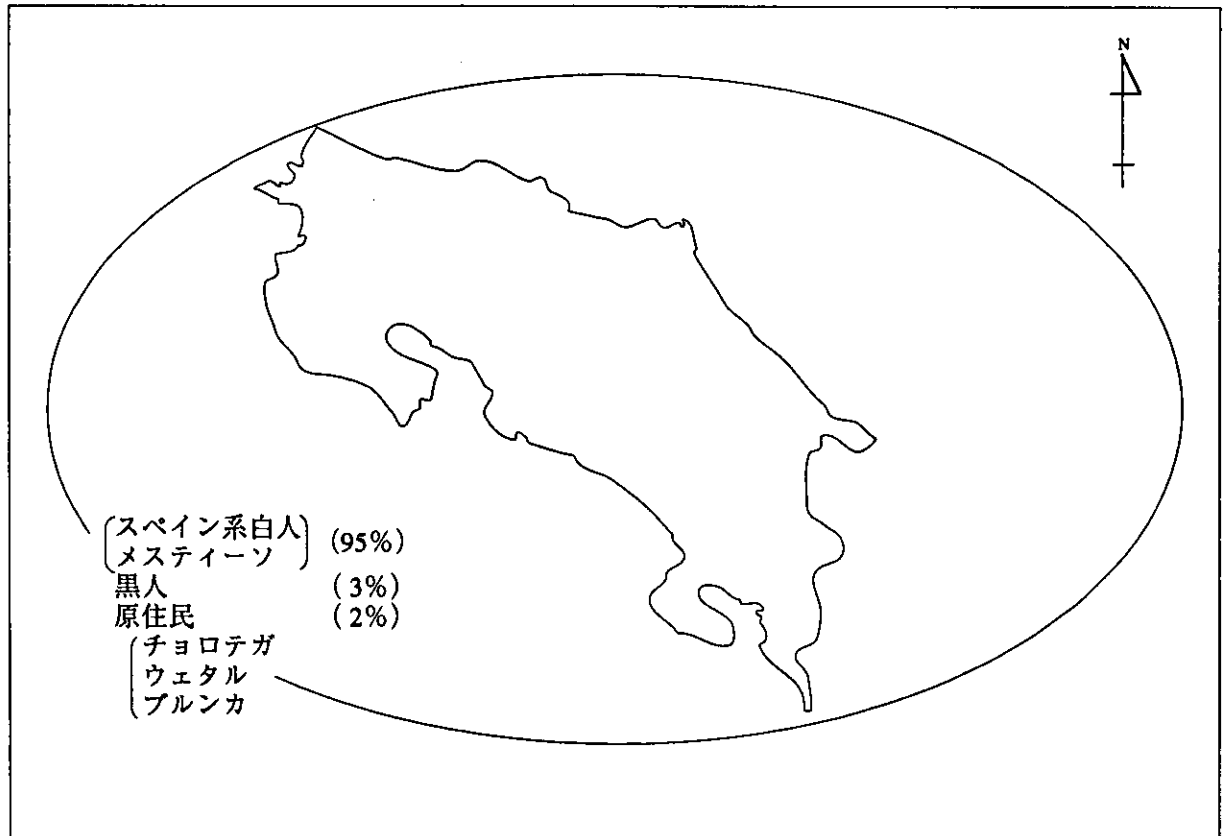 N
スペイン系白人
メスティーソ (95%)
黒人 (3%)
原住民 (2%)
チョロテガ
ウェタル
ブルンカ